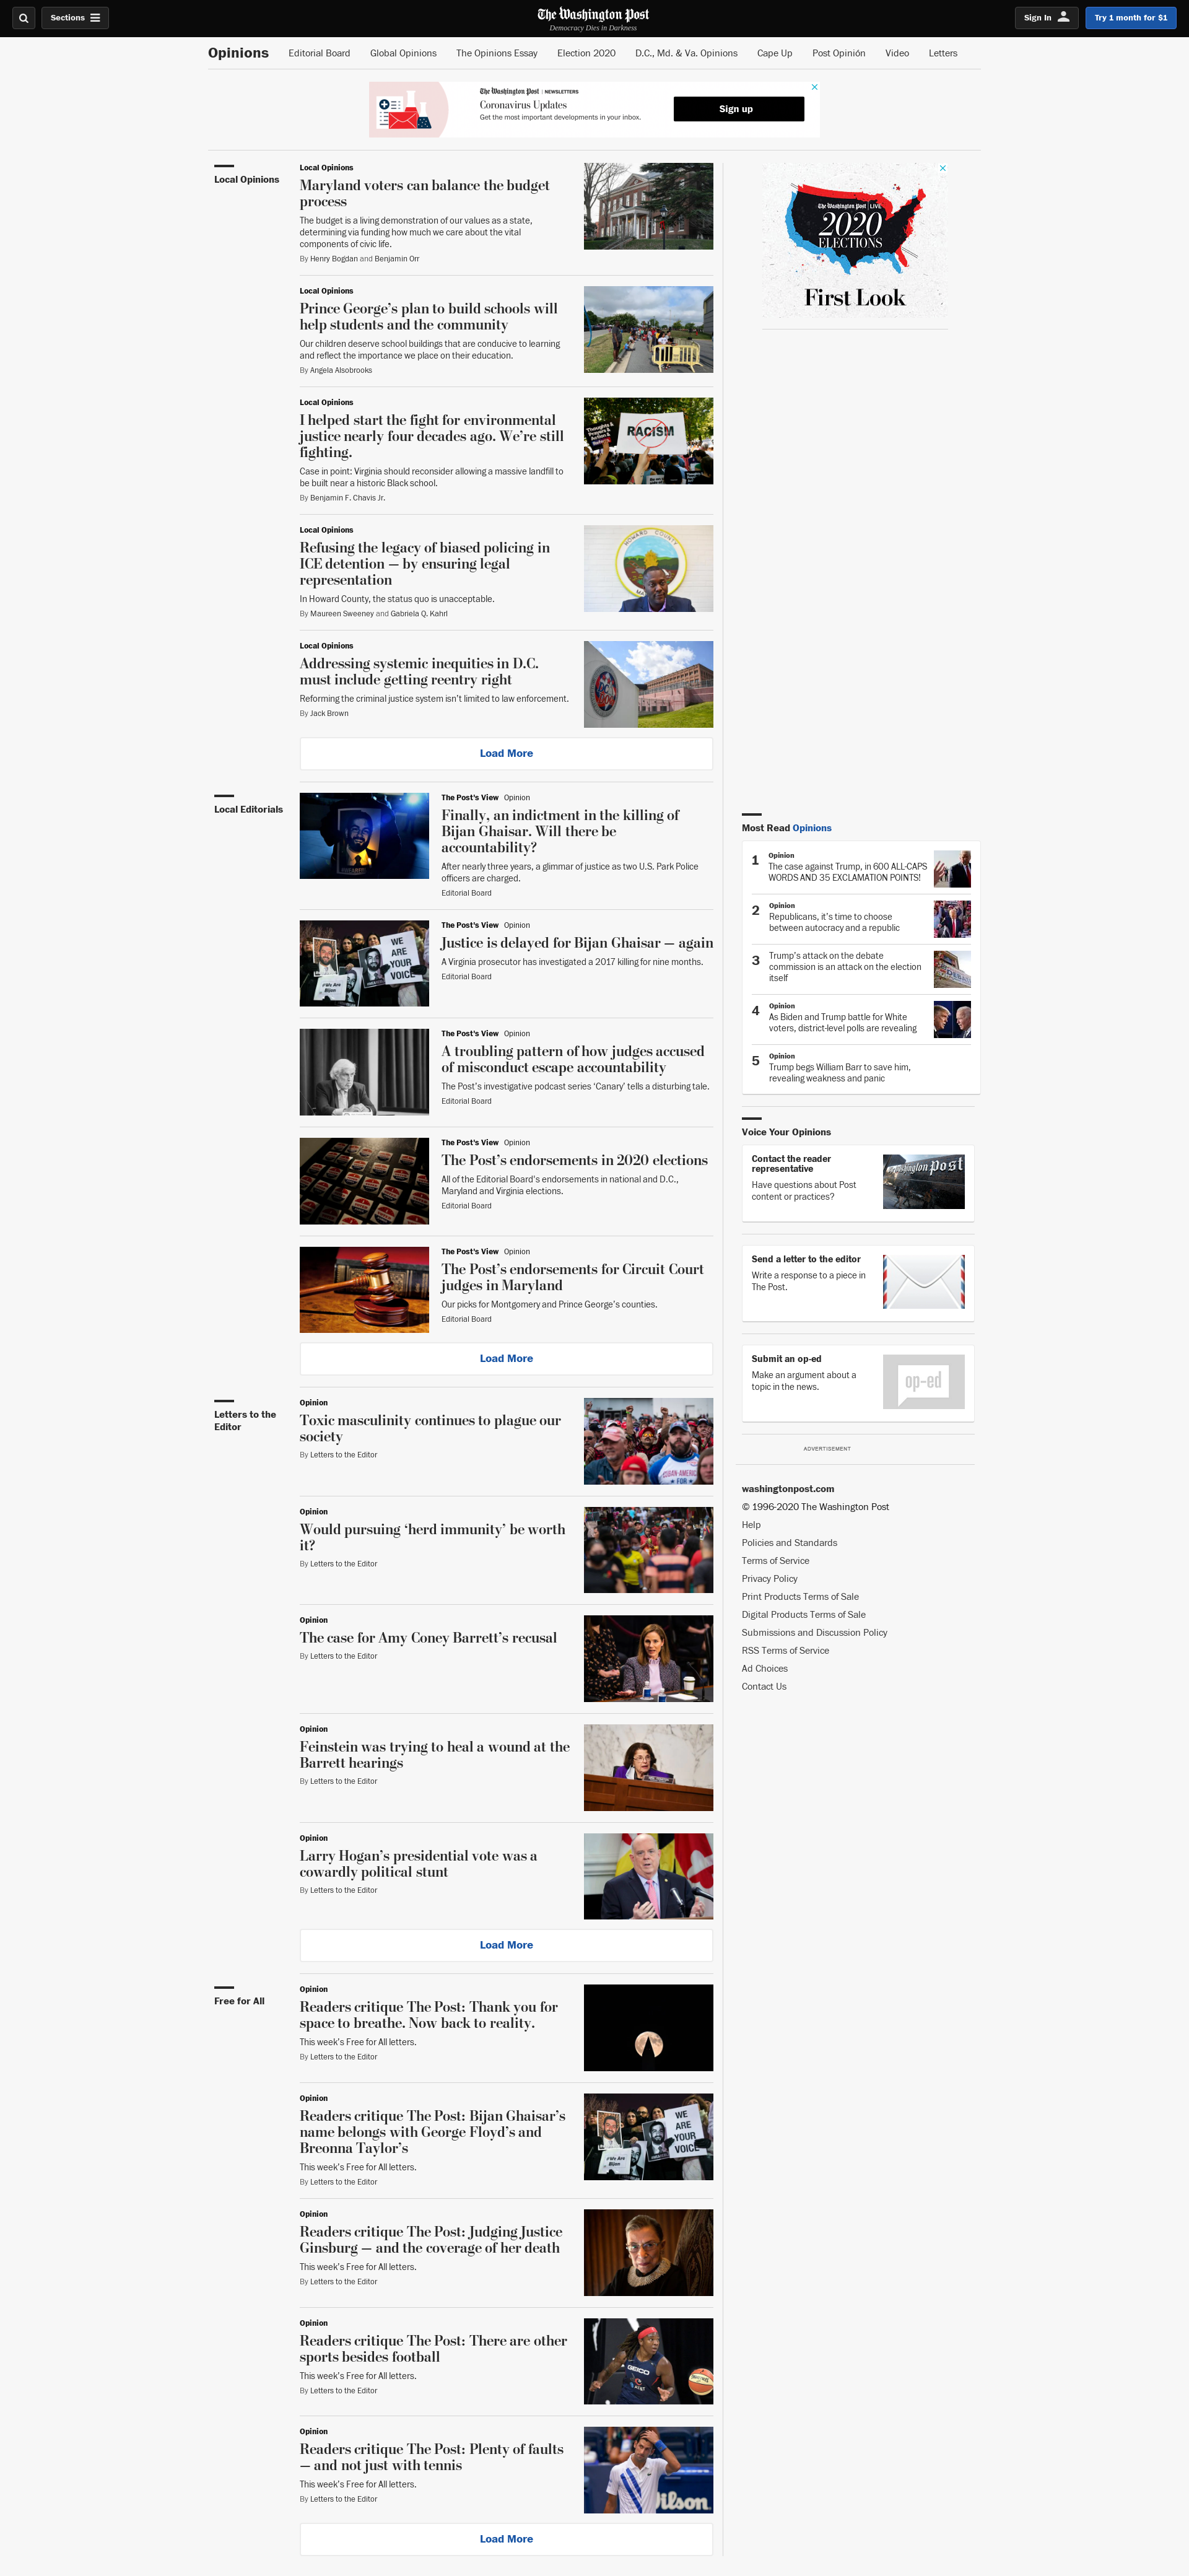 Sections
The Washington Post
Democracy Dies in Darkness
Sign In
Try 1 month for $1
Opinions
Editorial Board
Global Opinions
The Opinions Essay
Election 2020
D.C., Md. & Va. Opinions
Cape Up
Post Opinión
Video
Letters
The Washington Post | NEWSLETTERS
Coronavirus Updates
Get the most important developments in your inbox.
Sign up
Local Opinions
Local Opinions
Maryland voters can balance the budget
process
The budget is a living demonstration of our values as a state,
determining via funding how much we care about the vital
components of civic life.
By Henry Bogdan and Benjamin Orr
Local Opinions
Prince George’s plan to build schools will
help students and the community
Our children deserve school buildings that are conducive to learning
and reflect the importance we place on their education.
By Angela Alsobrooks
Local Opinions
I helped start the fight for environmental
justice nearly four decades ago. We’re still
fighting.
Case in point: Virginia should reconsider allowing a massive landfill to
be built near a historic Black school.
By Benjamin F. Chavis Jr.
RACISM
Local Opinions
Refusing the legacy of biased policing in
ICE detention — by ensuring legal
representation
In Howard County, the status quo is unacceptable.
By Maureen Sweeney and Gabriela Q. Kahrl
HOWARD COUNTY
Local Opinions
Addressing systemic inequities in D.C.
must include getting reentry right
Reforming the criminal justice system isn’t limited to law enforcement.
By Jack Brown
Load More
The Washington Post | LIVE
2020
ELECTIONS
First Look
Local Editorials
The Post's View Opinion
Finally, an indictment in the killing of
Bijan Ghaisar. Will there be
accountability?
After nearly three years, a glimmar of justice as two U.S. Park Police
officers are charged.
Editorial Board
The Post's View Opinion
Justice is delayed for Bijan Ghaisar — again
A Virginia prosecutor has investigated a 2017 killing for nine months.
Editorial Board
WE
ARE
YOUR
VOICE
#We Are
Bijan
The Post's View Opinion
A troubling pattern of how judges accused
of misconduct escape accountability
The Post’s investigative podcast series ‘Canary’ tells a disturbing tale.
Editorial Board
The Post's View Opinion
The Post’s endorsements in 2020 elections
All of the Editorial Board’s endorsements in national and D.C.,
Maryland and Virginia elections.
Editorial Board
The Post's View Opinion
The Post’s endorsements for Circuit Court
judges in Maryland
Our picks for Montgomery and Prince George’s counties.
Editorial Board
Load More
Most Read Opinions
1
Opinion
The case against Trump, in 600 ALL-CAPS
WORDS AND 35 EXCLAMATION POINTS!
2
Opinion
Republicans, it’s time to choose
between autocracy and a republic
3
Trump’s attack on the debate
commission is an attack on the election
itself
4
Opinion
As Biden and Trump battle for White
voters, district-level polls are revealing
5
Opinion
Trump begs William Barr to save him,
revealing weakness and panic
Voice Your Opinions
Contact the reader
representative
Have questions about Post
content or practices?
Washington Post
Send a letter to the editor
Write a response to a piece in
The Post.
Submit an op-ed
Make an argument about a
topic in the news.
op-ed
ADVERTISEMENT
washingtonpost.com
© 1996-2020 The Washington Post
Help
Policies and Standards
Terms of Service
Privacy Policy
Print Products Terms of Sale
Digital Products Terms of Sale
Submissions and Discussion Policy
RSS Terms of Service
Ad Choices
Contact Us
Letters to the
Editor
Opinion
Toxic masculinity continues to plague our
society
By Letters to the Editor
Opinion
Would pursuing ‘herd immunity’ be worth
it?
By Letters to the Editor
Opinion
The case for Amy Coney Barrett’s recusal
By Letters to the Editor
Opinion
Feinstein was trying to heal a wound at the
Barrett hearings
By Letters to the Editor
Opinion
Larry Hogan’s presidential vote was a
cowardly political stunt
By Letters to the Editor
Load More
Free for All
Opinion
Readers critique The Post: Thank you for
space to breathe. Now back to reality.
This week’s Free for All letters.
By Letters to the Editor
Opinion
Readers critique The Post: Bijan Ghaisar’s
name belongs with George Floyd’s and
Breonna Taylor’s
This week’s Free for All letters.
By Letters to the Editor
WE
ARE
YOUR
VOICE
#We Are
Bijan
Opinion
Readers critique The Post: Judging Justice
Ginsburg — and the coverage of her death
This week’s Free for All letters.
By Letters to the Editor
Opinion
Readers critique The Post: There are other
sports besides football
This week’s Free for All letters.
By Letters to the Editor
GEICO
Opinion
Readers critique The Post: Plenty of faults
— and not just with tennis
This week’s Free for All letters.
By Letters to the Editor
Wilson
Load More